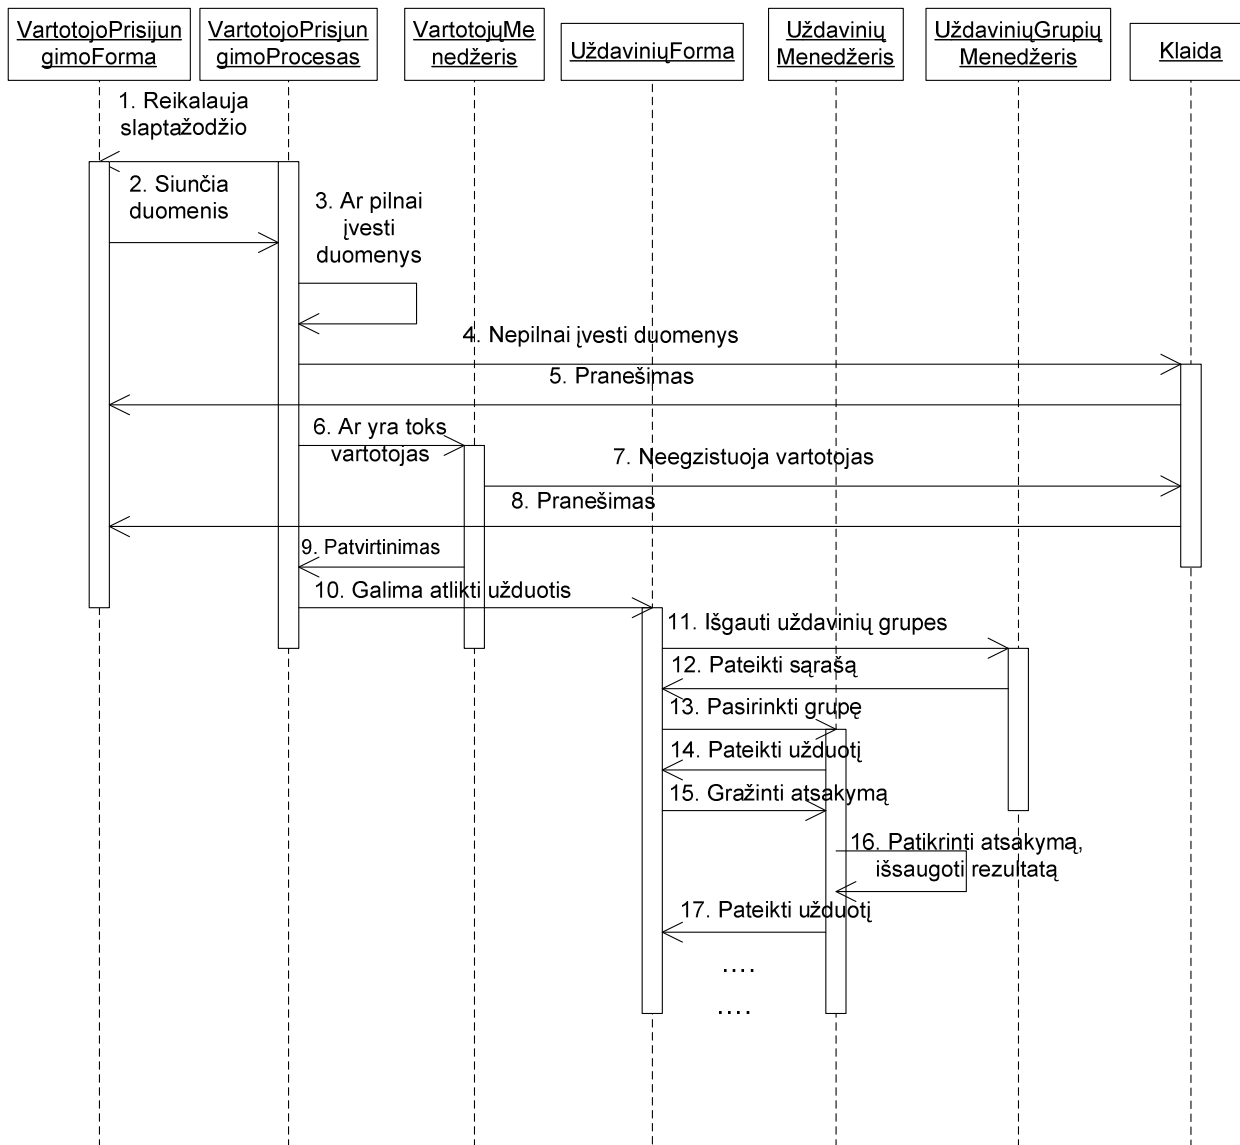 VartotojoPrisijun
gimoForma
VartotojoPrisjun
gimoProcesas
VartotojųMe
nedžeris
UždaviniųForma
Uždavinių
Menedžeris
UždaviniųGrupių
Menedžeris
Klaida
1. Reikalauja
slaptažodžio
2. Siunčia
duomenis
3. Ar pilnai
įvesti
duomenys
4. Nepilnai įvesti duomenys
5. Pranešimas
6. Ar yra toks
vartotojas
7. Neegzistuoja vartotojas
8. Pranešimas
9. Patvirtinimas
10. Galima atlikti užduotis
11. Išgauti uždavinių grupes
12. Pateikti sąrašą
13. Pasirinkti grupę
14. Pateikti užduotį
15. Gražinti atsakymą
16. Patikrinti atsakymą,
išsaugoti rezultatą
17. Pateikti užduotį
....
....